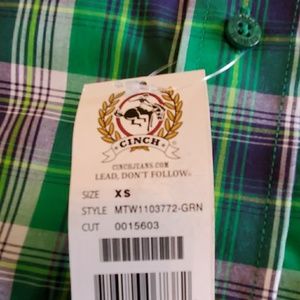 CINCH
CINCHJEANS.COM
LEAD, DON'T FOLLOW.
SIZE XS
STYLE MTW1103772-GRN
CUT 0015603